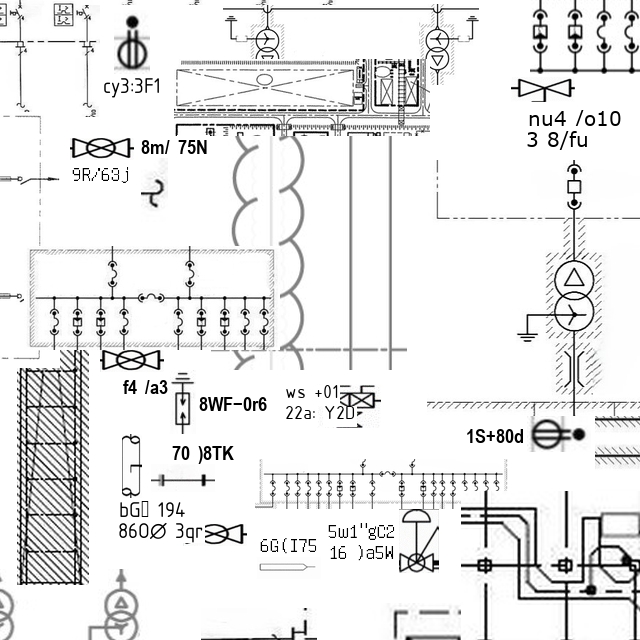 cy3:3F1
nu4 /o10
3 8/fu
8m/ 75N
9R/63j
f4 /a3
8WF-0r6
ws +01
22a: Y2D
1S+80d
70 )8TK
bG▯ 194
860Ø 3qr
5w1"gC2
16 )a5W
6G(I75